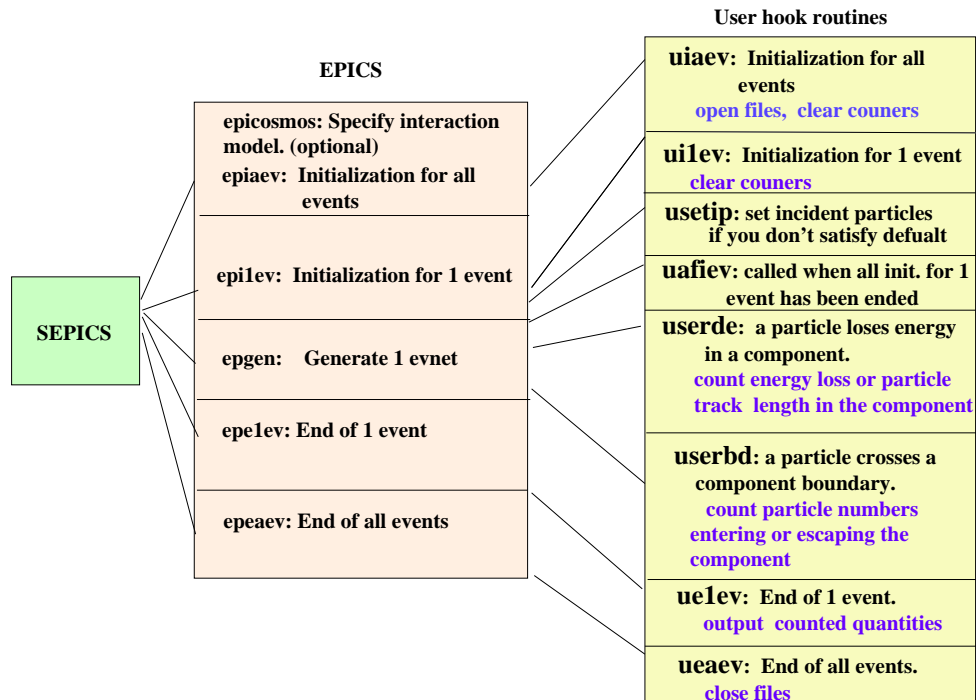 User hook routines
EPICS
SEPICS
epicosmos: Specify interaction
model. (optional)
epiaev: Initialization for all
events
epi1ev: Initialization for 1 event
epgen: Generate 1 evnet
epe1ev: End of 1 event
epeaev: End of all events
uiaev: Initialization for all
events
open files, clear couners
ui1ev: Initialization for 1 event
clear couners
usetip: set incident particles
if you don't satisfy defualt
uafiev: called when all init. for 1
event has been ended
userde: a particle loses energy
in a component.
count energy loss or particle
track length in the component
userbd: a particle crosses a
component boundary.
count particle numbers
entering or escaping the
component
ue1ev: End of 1 event.
output counted quantities
ueaev: End of all events.
close files